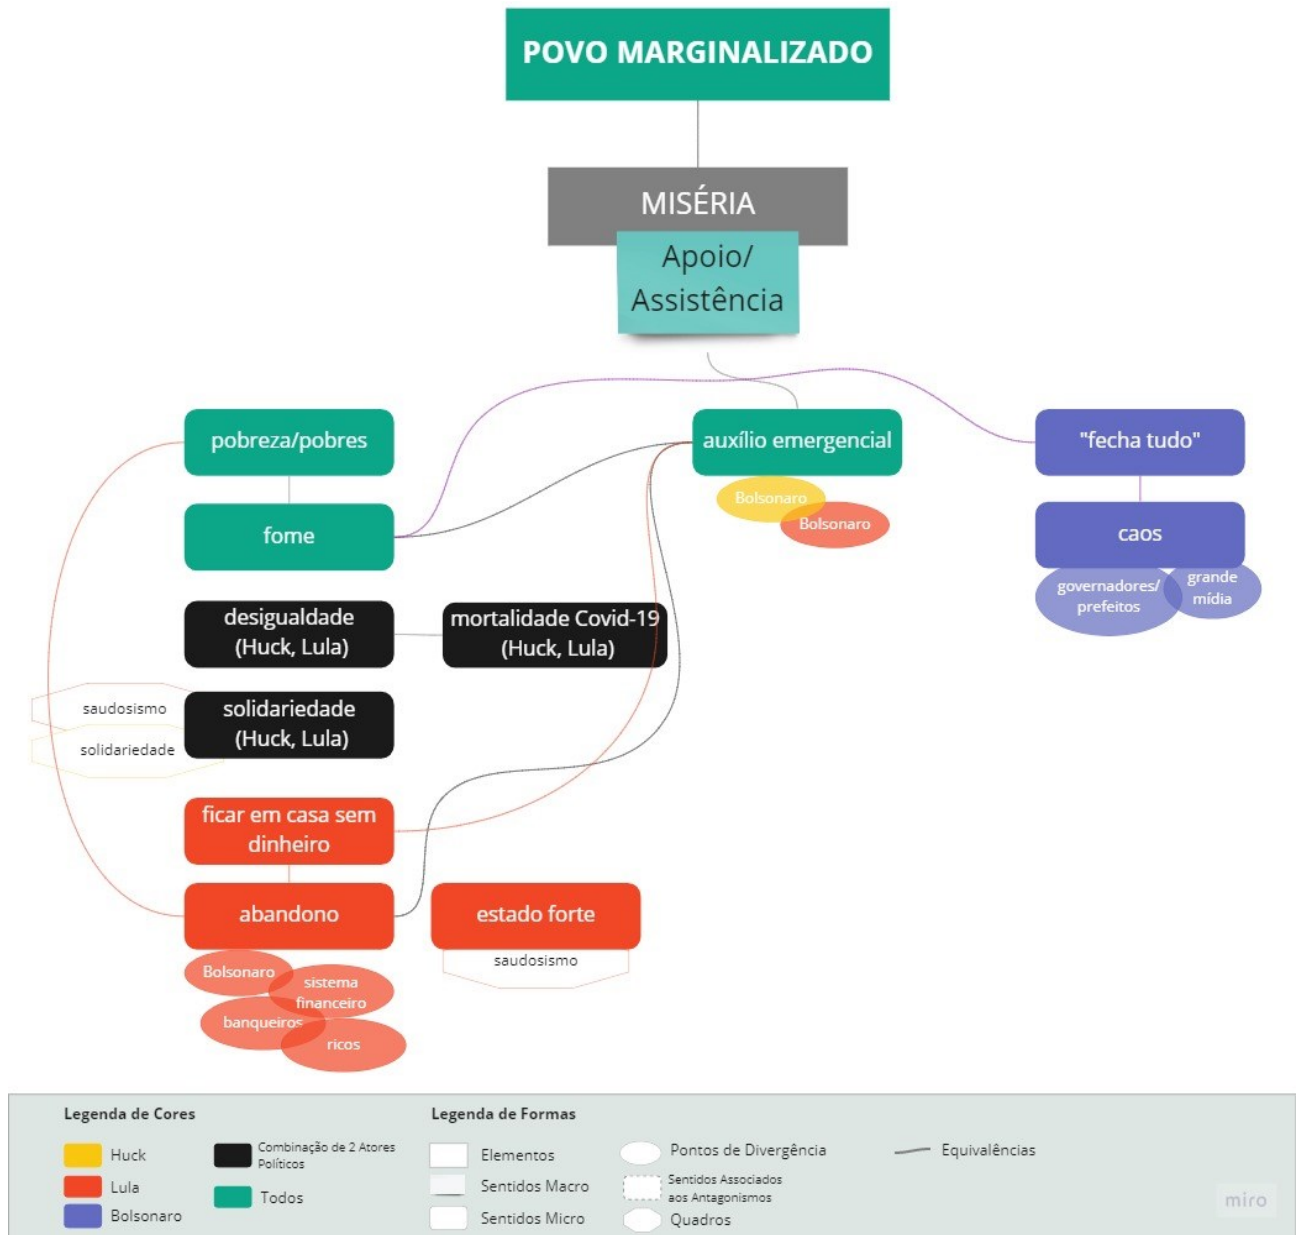 POVO MARGINALIZADO
MISÉRIA
Apoio/
Assistência
pobreza/pobres
auxílio emergencial
"fecha tudo"
Bolsonaro
Bolsonaro
fome
caos
governadores/
prefeitos
grande
mídia
desigualdade
(Huck, Lula)
mortalidade Covid-19
(Huck, Lula)
saudosismo
solidariedade
solidariedade
(Huck, Lula)
ficar em casa sem
dinheiro
abandono
estado forte
saudosismo
Bolsonaro
sistema
financeiro
banqueiros
ricos
Legenda de Cores
Huck
Lula
Bolsonaro
Combinação de 2 Atores
Políticos
Todos
Legenda de Formas
Elementos
Sentidos Macro
Sentidos Micro
Pontos de Divergência
Sentidos Associados
aos Antagonismos
Quadros
Equivalências
miro